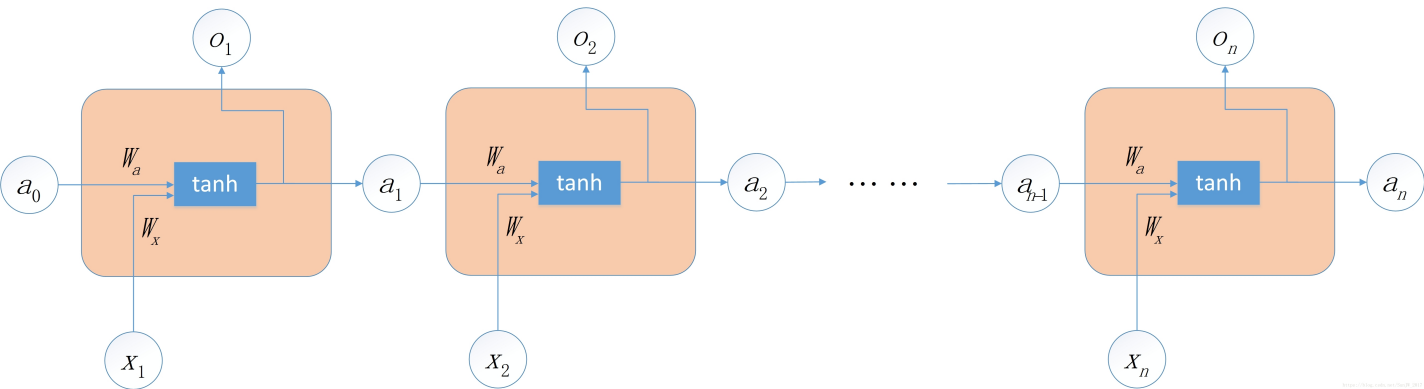 o1 o2 on
Wa Wa Wa
a0 tanh a1 tanh a2 … … an-1 tanh an
Wx Wx Wx
x1 x2 xn